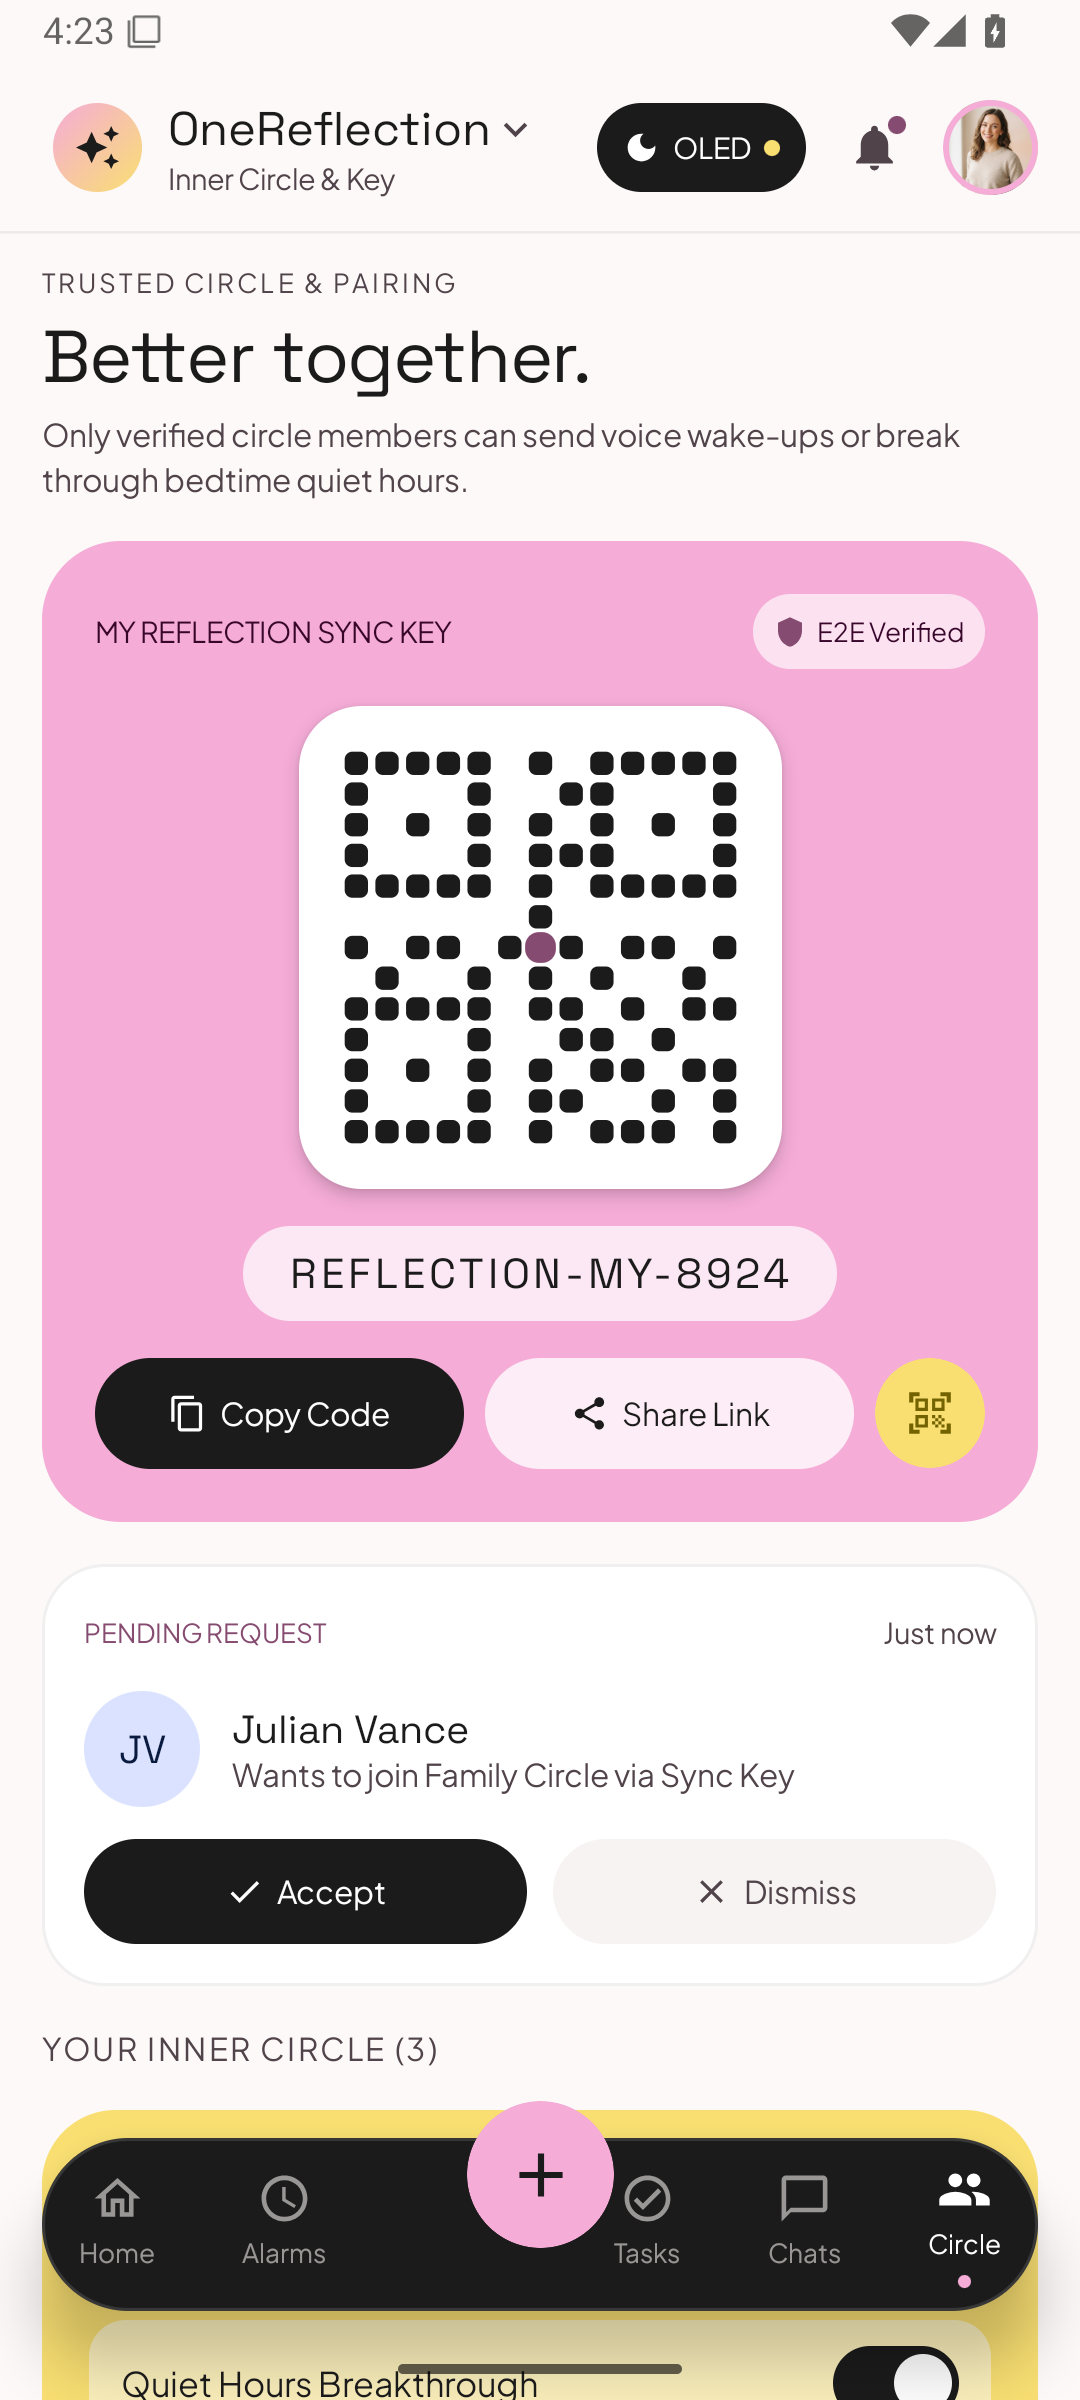 4:23
OneReflection
Inner Circle & Key
OLED
TRUSTED CIRCLE & PAIRING
Better together.
Only verified circle members can send voice wake-ups or break
through bedtime quiet hours.
MY REFLECTION SYNC KEY
E2E Verified
REFLECTION-MY-8924
Copy Code
Share Link
PENDING REQUEST
Just now
JV
Julian Vance
Wants to join Family Circle via Sync Key
Accept
Dismiss
YOUR INNER CIRCLE (3)
Home
Alarms
Tasks
Chats
Circle
Quiet Hours Breakthrough